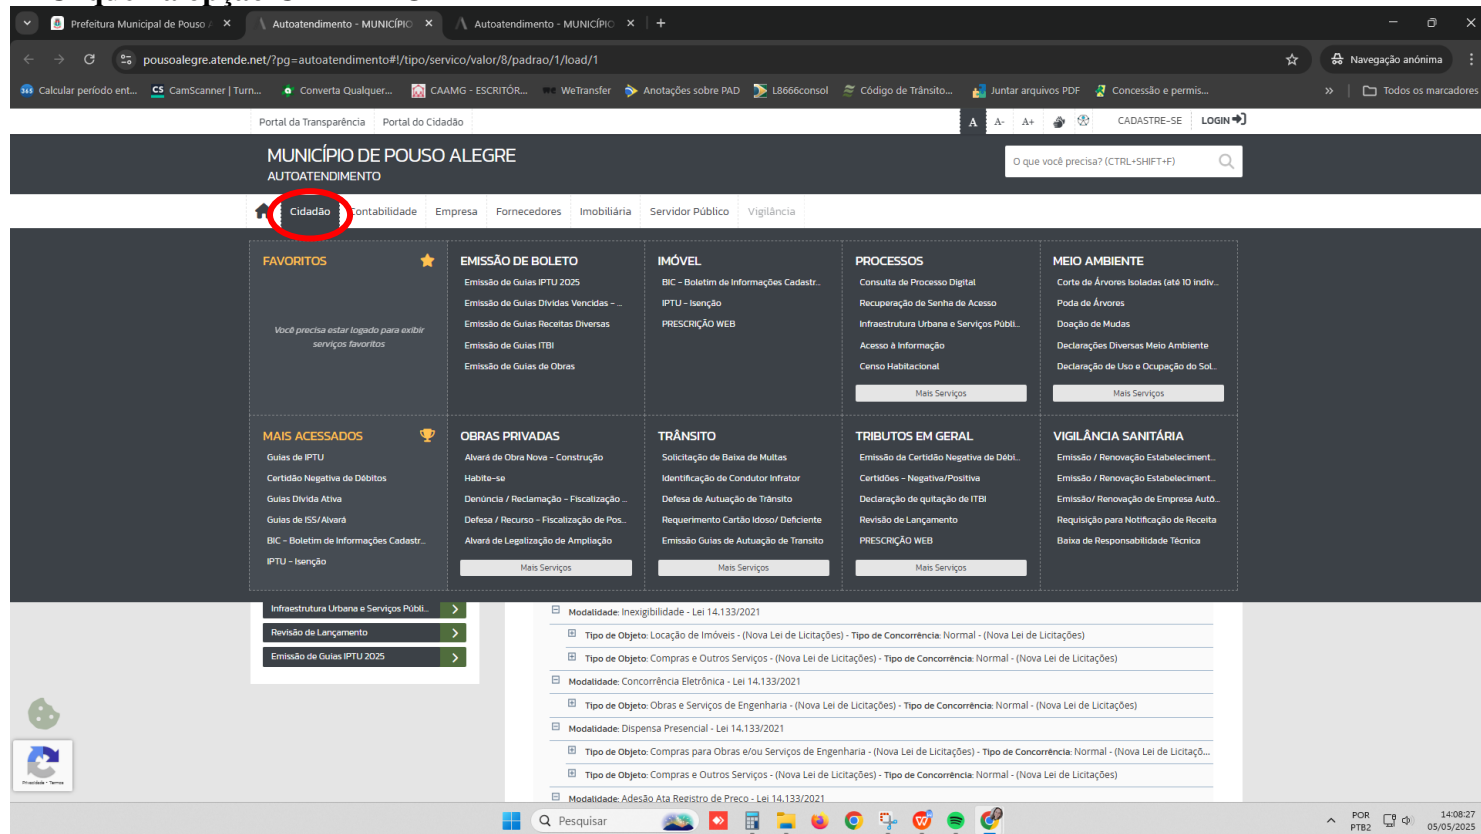 Prefeitura Municipal de Pouso A
Autoatendimento - MUNICÍPIO
Autoatendimento - MUNICÍPIO
pousoalegre.atende.net/?pg=autoatendimento#!/tipo/servico/valor/8/padrao/1/load/1
Navegação anónima
Calcular período ent...
CamScanner | Turn...
Converta Qualquer...
CAAMG - ESCRITÓR...
WeTransfer
Anotações sobre PAD
L8666consol
Código de Trânsito...
Juntar arquivos PDF
Concessão e permis...
»
Todos os marcadores
Portal da Transparência
Portal do Cidadão
A
A-
A+
CADASTRE-SE
LOGIN
MUNICÍPIO DE POUSO ALEGRE
AUTOATENDIMENTO
O que você precisa? (CTRL+SHIFT+F)
Cidadão
Contabilidade
Empresa
Fornecedores
Imobiliária
Servidor Público
Vigilância
FAVORITOS
Você precisa estar logado para exibir
serviços favoritos
EMISSÃO DE BOLETO
Emissão de Guias IPTU 2025
Emissão de Guias Dívidas Vencidas - ...
Emissão de Guias Receitas Diversas
Emissão de Guias ITBI
Emissão de Guias de Obras
IMÓVEL
BIC - Boletim de Informações Cadastr...
IPTU - Isenção
PRESCRIÇÃO WEB
PROCESSOS
Consulta de Processo Digital
Recuperação de Senha de Acesso
Infraestrutura Urbana e Serviços Públi...
Acesso à Informação
Censo Habitacional
Mais Serviços
MEIO AMBIENTE
Corte de Árvores Isoladas (até 10 indiv...
Poda de Árvores
Doação de Mudas
Declarações Diversas Meio Ambiente
Declaração de Uso e Ocupação do Sol...
Mais Serviços
MAIS ACESSADOS
Guias de IPTU
Certidão Negativa de Débitos
Guias Dívida Ativa
Guias de ISS/Alvará
BIC - Boletim de Informações Cadastr...
IPTU - Isenção
OBRAS PRIVADAS
Alvará de Obra Nova - Construção
Habite-se
Denúncia / Reclamação - Fiscalização ...
Defesa / Recurso - Fiscalização de Pos...
Alvará de Legalização de Ampliação
Mais Serviços
TRÂNSITO
Solicitação de Baixa de Multas
Identificação de Condutor Infrator
Defesa de Autuação de Trânsito
Requerimento Cartão Idoso/ Deficiente
Emissão Guias de Autuação de Transito
Mais Serviços
TRIBUTOS EM GERAL
Emissão da Certidão Negativa de Débi...
Certidões - Negativa/Positiva
Declaração de quitação de ITBI
Revisão de Lançamento
PRESCRIÇÃO WEB
Mais Serviços
VIGILÂNCIA SANITÁRIA
Emissão / Renovação Estabeleciment...
Emissão / Renovação Estabeleciment...
Emissão/ Renovação de Empresa Autô...
Requisição para Notificação de Receita
Baixa de Responsabilidade Técnica
Infraestrutura Urbana e Serviços Públi...
Revisão de Lançamento
Emissão de Guias IPTU 2025
Modalidade: Inexigibilidade - Lei 14.133/2021
Tipo de Objeto: Locação de Imóveis - (Nova Lei de Licitações) - Tipo de Concorrência: Normal - (Nova Lei de Licitações)
Tipo de Objeto: Compras e Outros Serviços - (Nova Lei de Licitações) - Tipo de Concorrência: Normal - (Nova Lei de Licitações)
Modalidade: Concorrência Eletrônica - Lei 14.133/2021
Tipo de Objeto: Obras e Serviços de Engenharia - (Nova Lei de Licitações) - Tipo de Concorrência: Normal - (Nova Lei de Licitações)
Modalidade: Dispensa Presencial - Lei 14.133/2021
Tipo de Objeto: Compras para Obras e/ou Serviços de Engenharia - (Nova Lei de Licitações) - Tipo de Concorrência: Normal - (Nova Lei de Licitaçõ...
Tipo de Objeto: Compras e Outros Serviços - (Nova Lei de Licitações) - Tipo de Concorrência: Normal - (Nova Lei de Licitações)
Modalidade: Adesão Ata Registro de Preço - Lei 14.133/2021
Privacidade - Termos
Pesquisar
POR
PTB2
14:08:27
05/05/2025